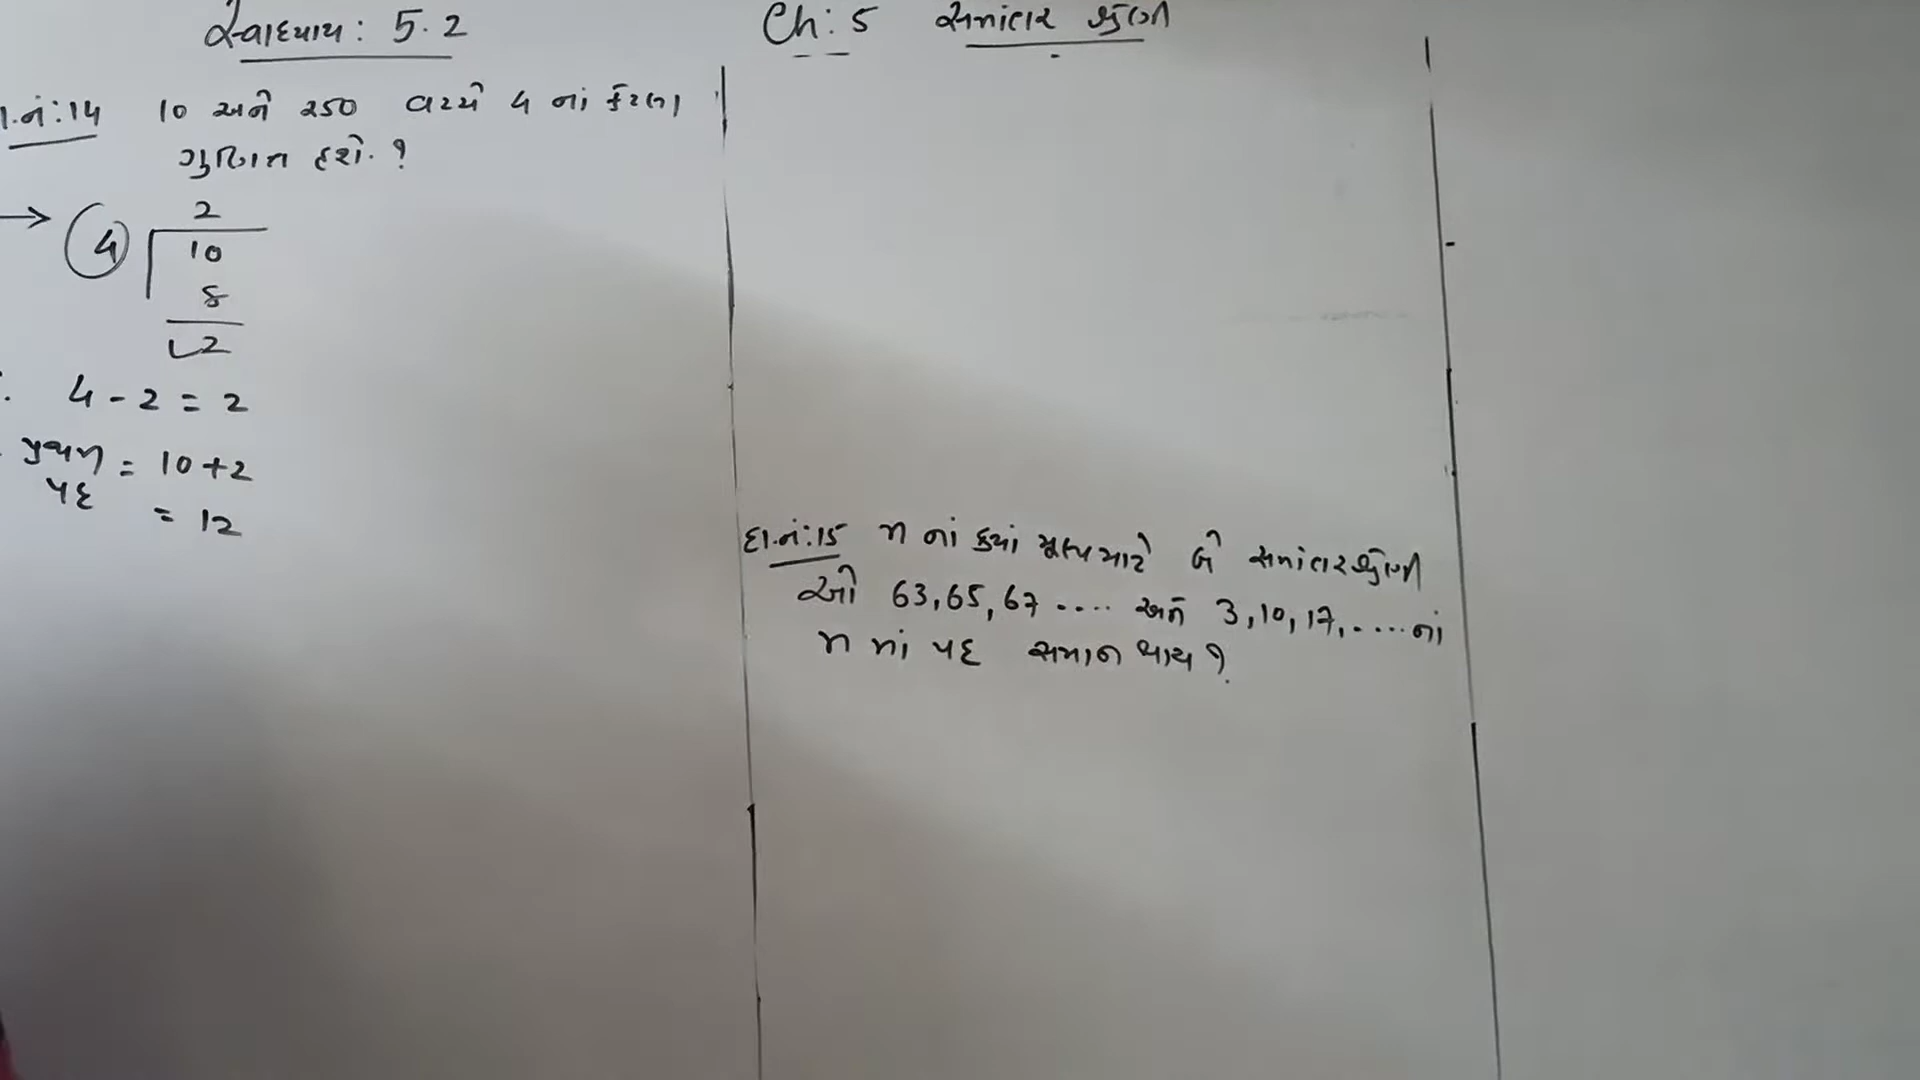 સ્વાધ્યાય: 5.2
Ch: 5 સમાંતર શ્રેણી
દા.નં:14 10 અને 250 વચ્ચે 4 નાં કેટલા
ગુણિત હશે.?
→ 4
2
10
8
2
4 - 2 = 2
પ્રથમ પદ = 10+2
= 12
દા.નં:15 n નાં ક્યાં મૂલ્ય માટે બે સમાંતર શ્રેણી
ઓ 63, 65, 67 .... અને 3, 10, 17, .....નાં
n માં પદ સમાન થાય ?